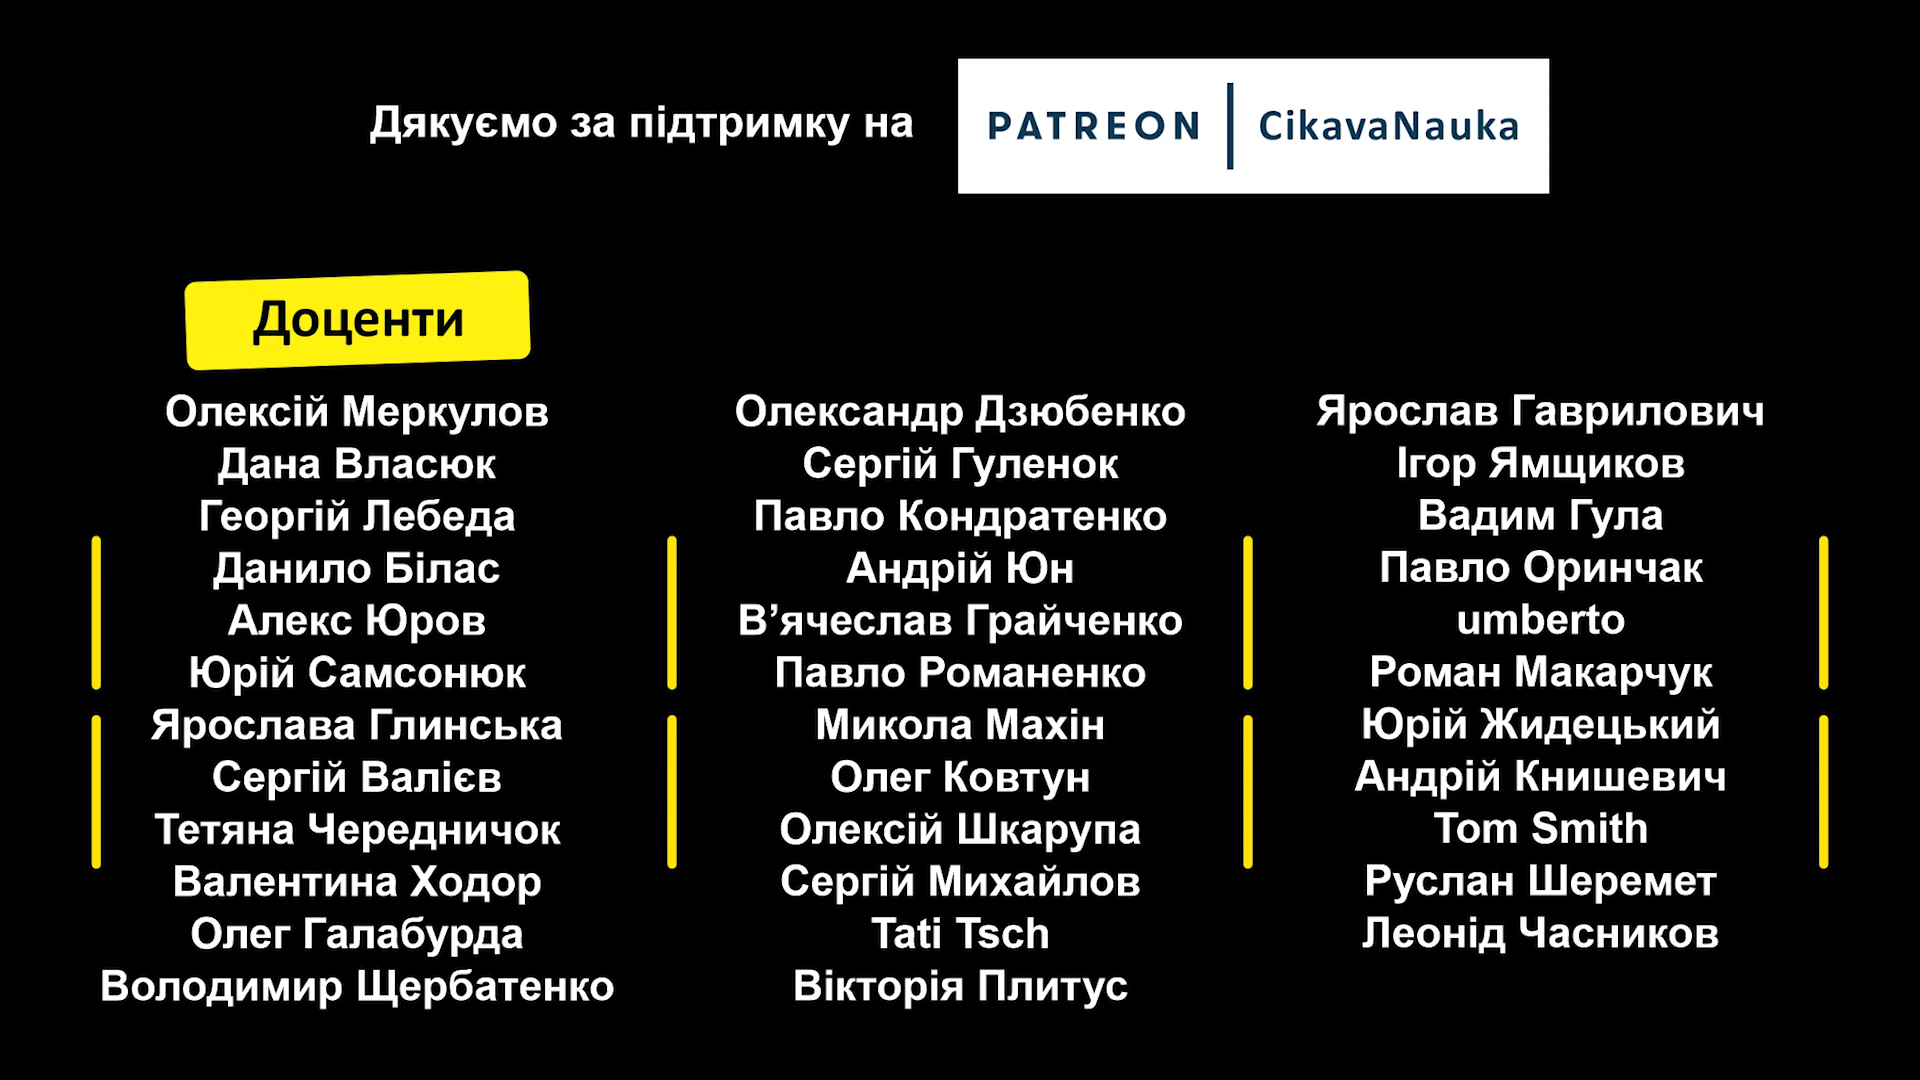 Дякуємо за підтримку на
PATREON | CikavaNauka
Доценти
Олексій Меркулов
Дана Власюк
Георгій Лебеда
Данило Білас
Алекс Юров
Юрій Самсонюк
Ярослава Глинська
Сергій Валієв
Тетяна Чередничок
Валентина Ходор
Олег Галабурда
Володимир Щербатенко
Олександр Дзюбенко
Сергій Гуленок
Павло Кондратенко
Андрій Юн
В’ячеслав Грайченко
Павло Романенко
Микола Махін
Олег Ковтун
Олексій Шкарупа
Сергій Михайлов
Tati Tsch
Вікторія Плитус
Ярослав Гаврилович
Ігор Ямщиков
Вадим Гула
Павло Оринчак
umberto
Роман Макарчук
Юрій Жидецький
Андрій Книшевич
Tom Smith
Руслан Шеремет
Леонід Часников